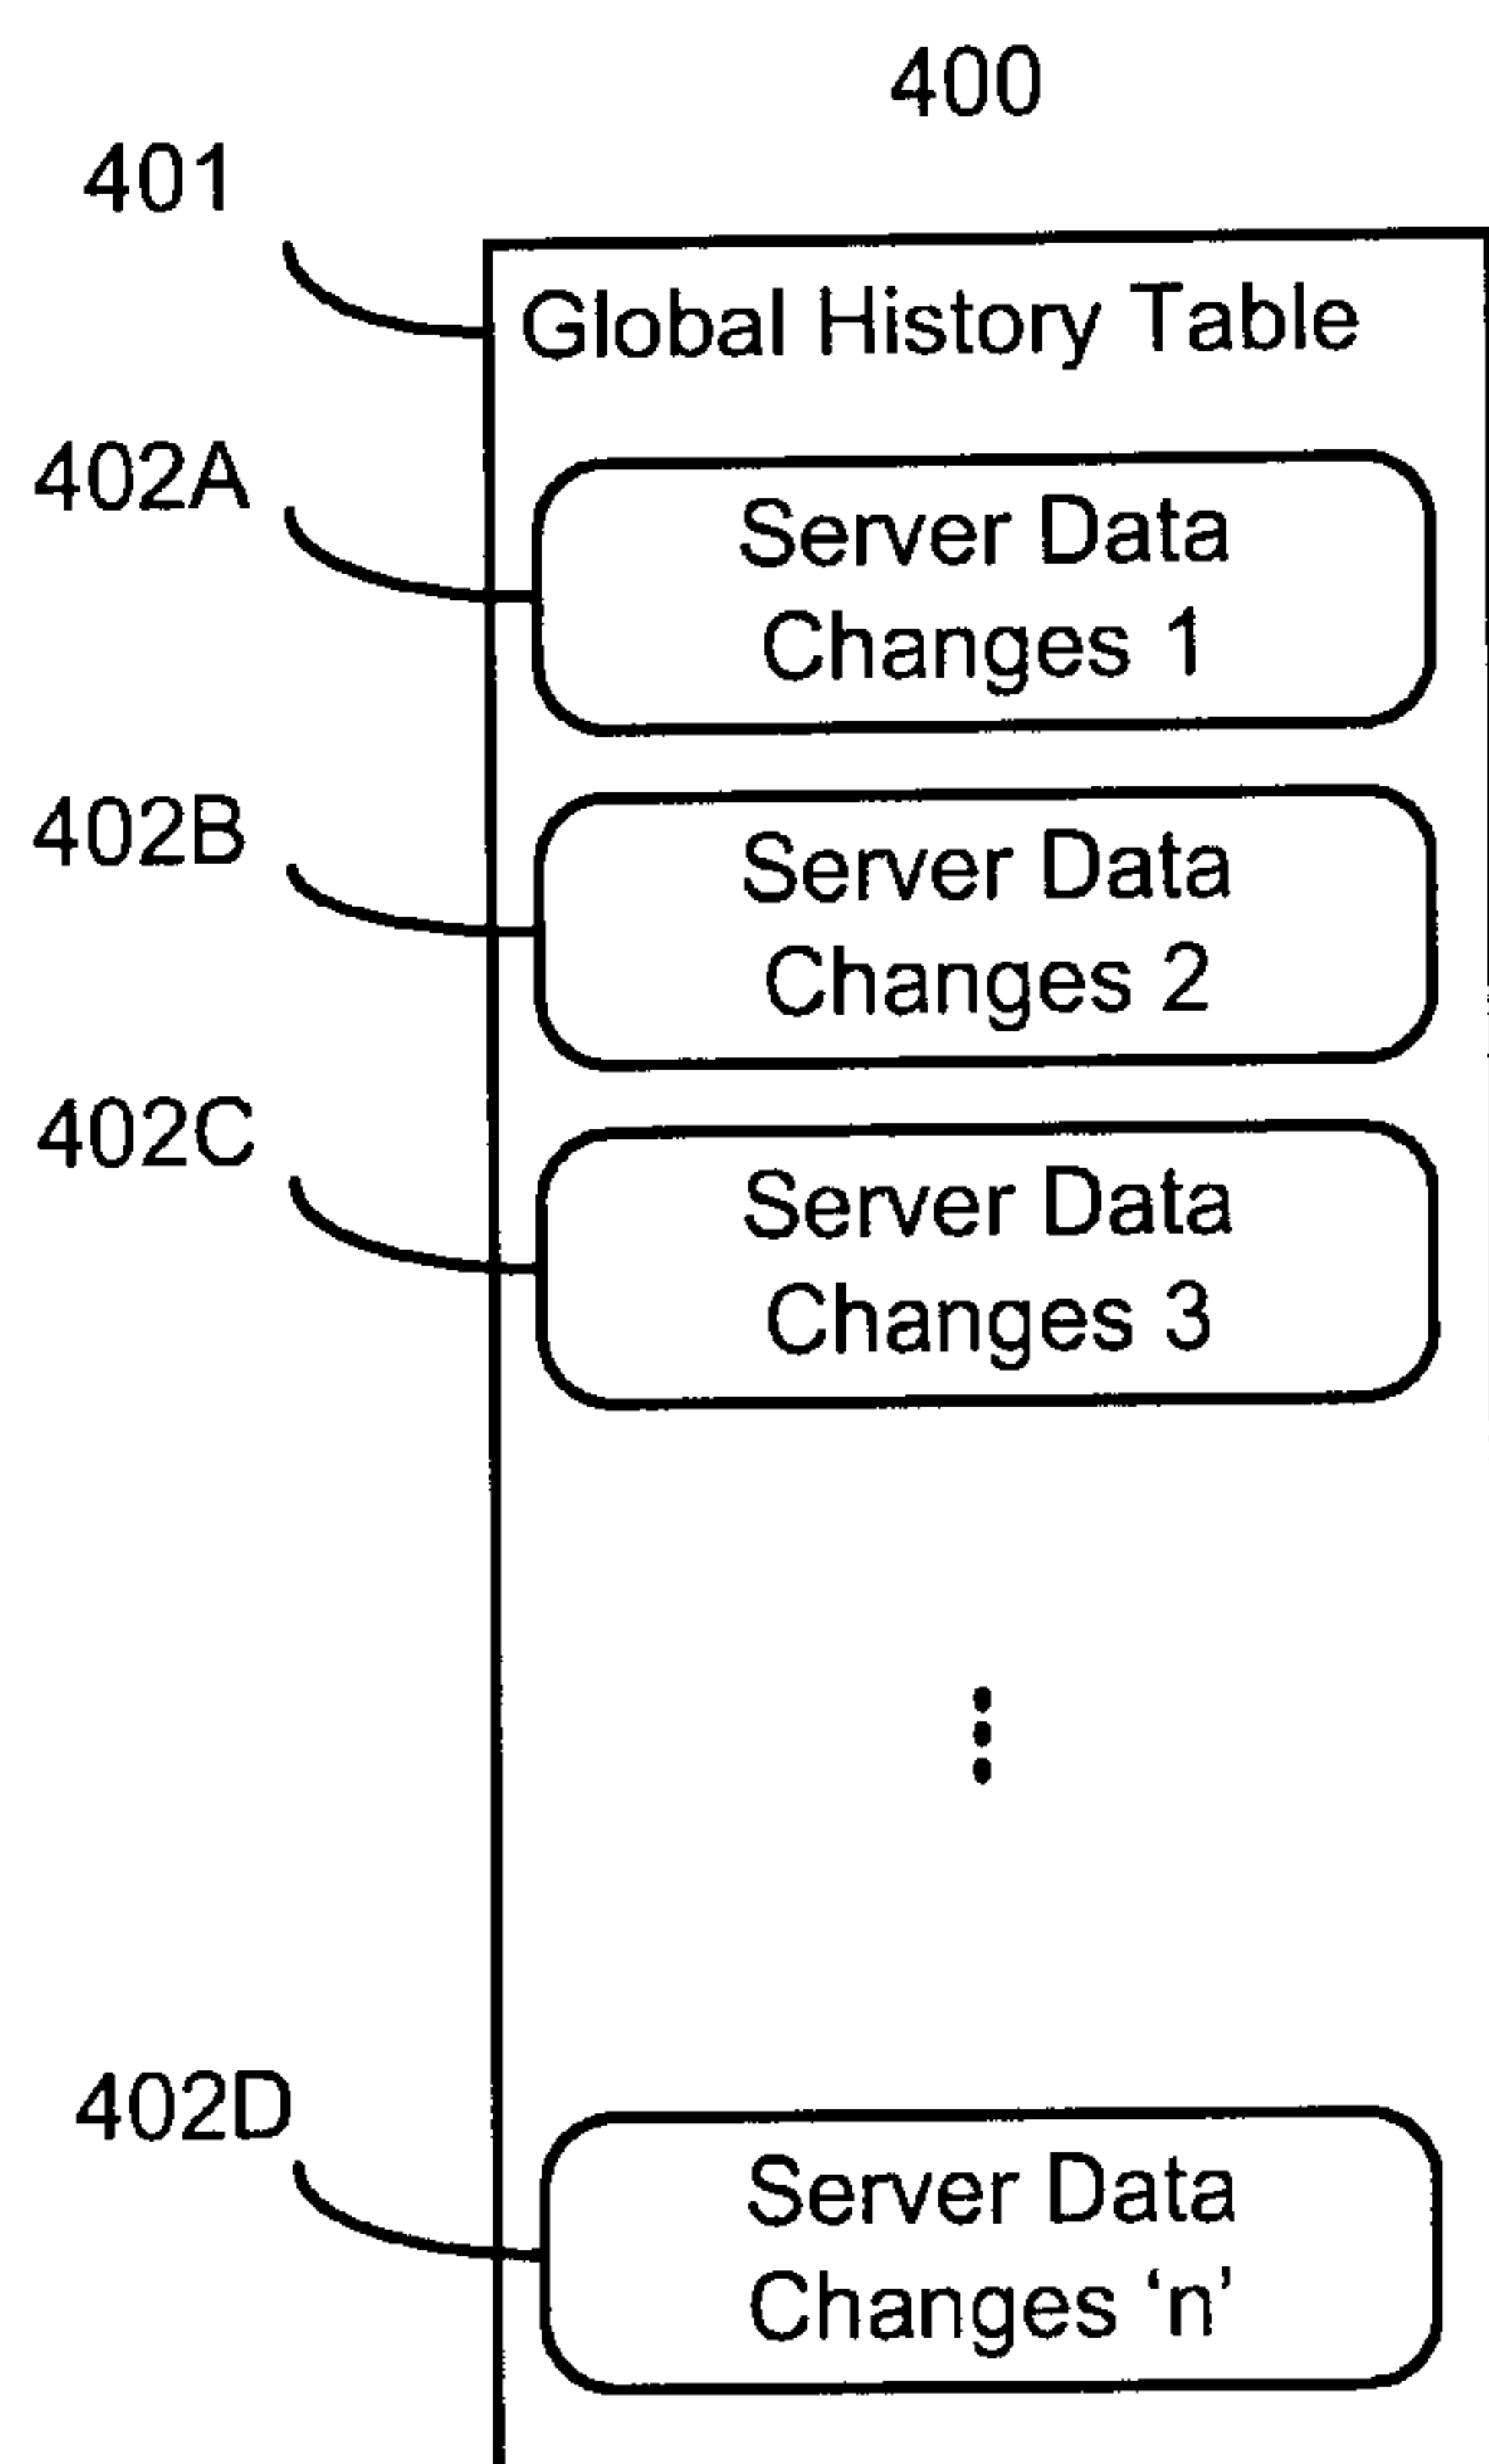 400
401
Global History Table
402A
Server Data
Changes 1
402B
Server Data
Changes 2
402C
Server Data
Changes 3
402D
Server Data
Changes ‘n’